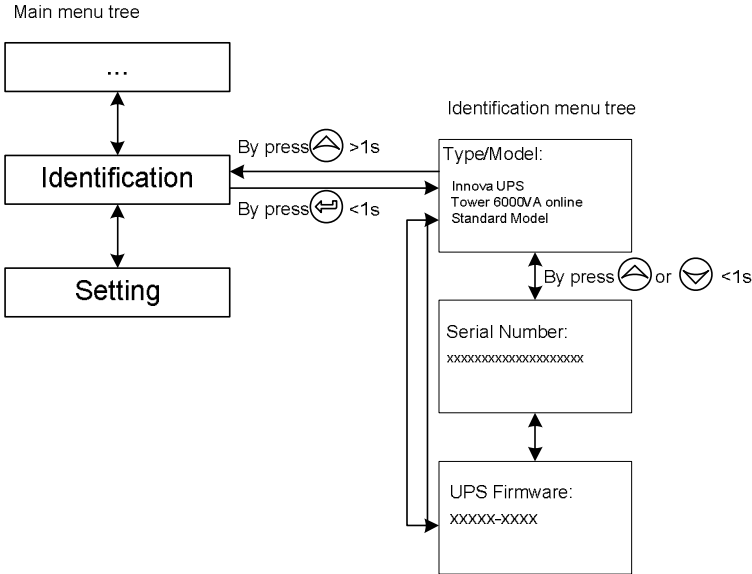 Main menu tree
...
Identification menu tree
By press >1s
Type/Model:
Identification
Innova UPS
Tower 6000VA online
Standard Model
By press <1s
Setting
By press or <1s
Serial Number:
xxxxxxxxxxxxxxxxxxxx
UPS Firmware:
xxxxx-xxxx